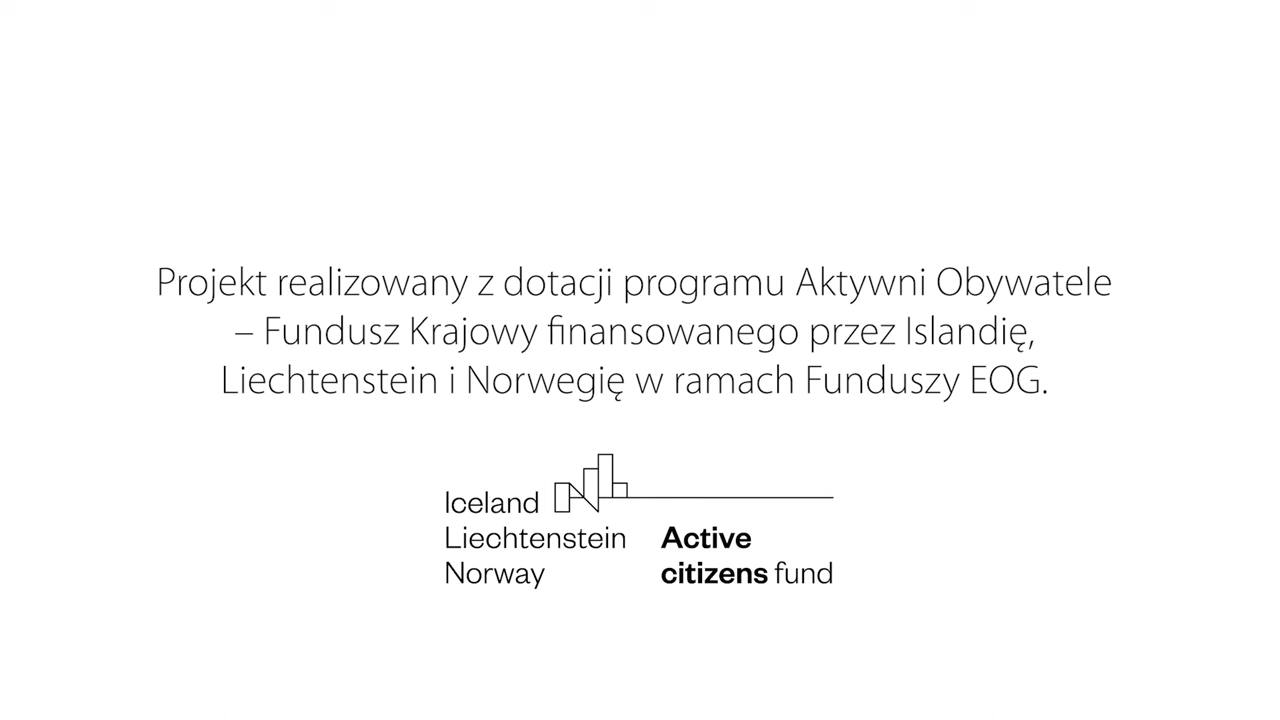 Projekt realizowany z dotacji programu Aktywni Obywatele
– Fundusz Krajowy finansowanego przez Islandię,
Liechtenstein i Norwegię w ramach Funduszy EOG.
Iceland
Liechtenstein
Norway
Active
citizens fund